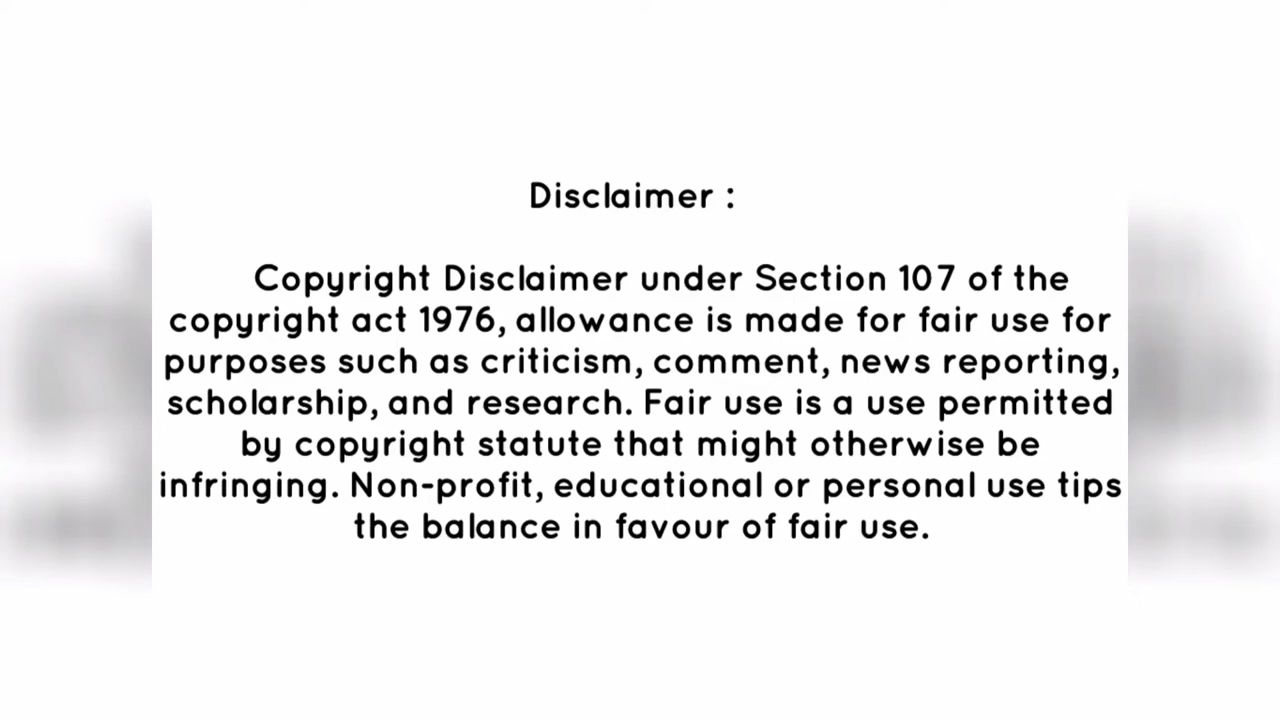 Disclaimer :
Copyright Disclaimer under Section 107 of the
copyright act 1976, allowance is made for fair use for
purposes such as criticism, comment, news reporting,
scholarship, and research. Fair use is a use permitted
by copyright statute that might otherwise be
infringing. Non-profit, educational or personal use tips
the balance in favour of fair use.